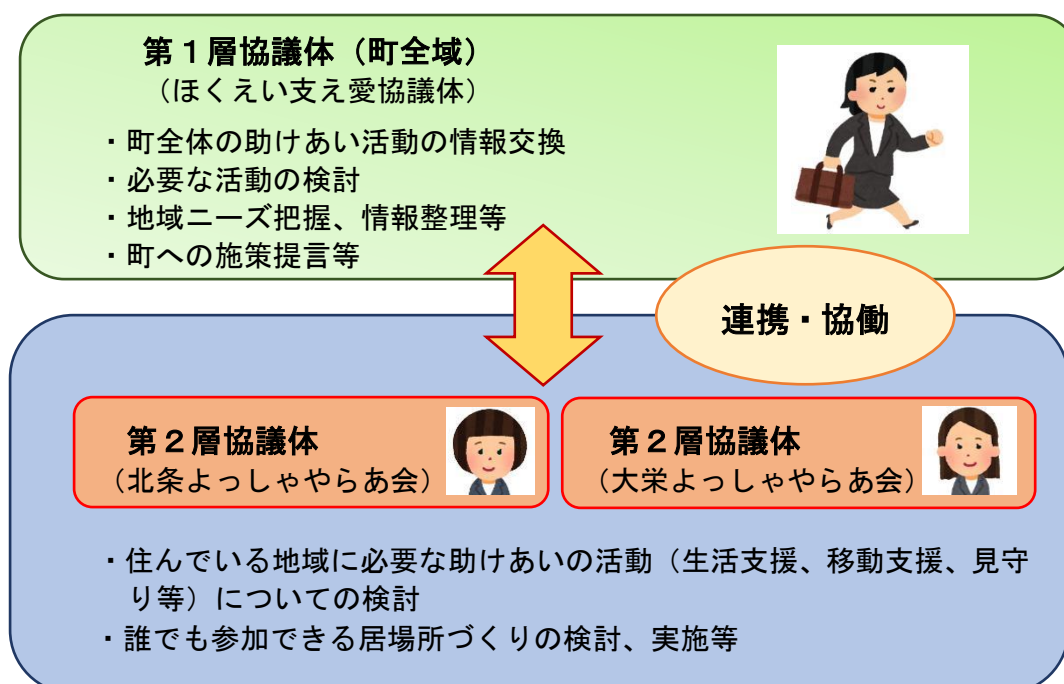 第１層協議体（町全域）
（ほくえい支え愛協議体）
・町全体の助けあい活動の情報交換
・必要な活動の検討
・地域ニーズ把握、情報整理等
・町への施策提言等
連携・協働
第２層協議体
（北条よっしゃやらあ会）
第２層協議体
（大栄よっしゃやらあ会）
・住んでいる地域に必要な助けあいの活動（生活支援、移動支援、見守
り等）についての検討
・誰でも参加できる居場所づくりの検討、実施等